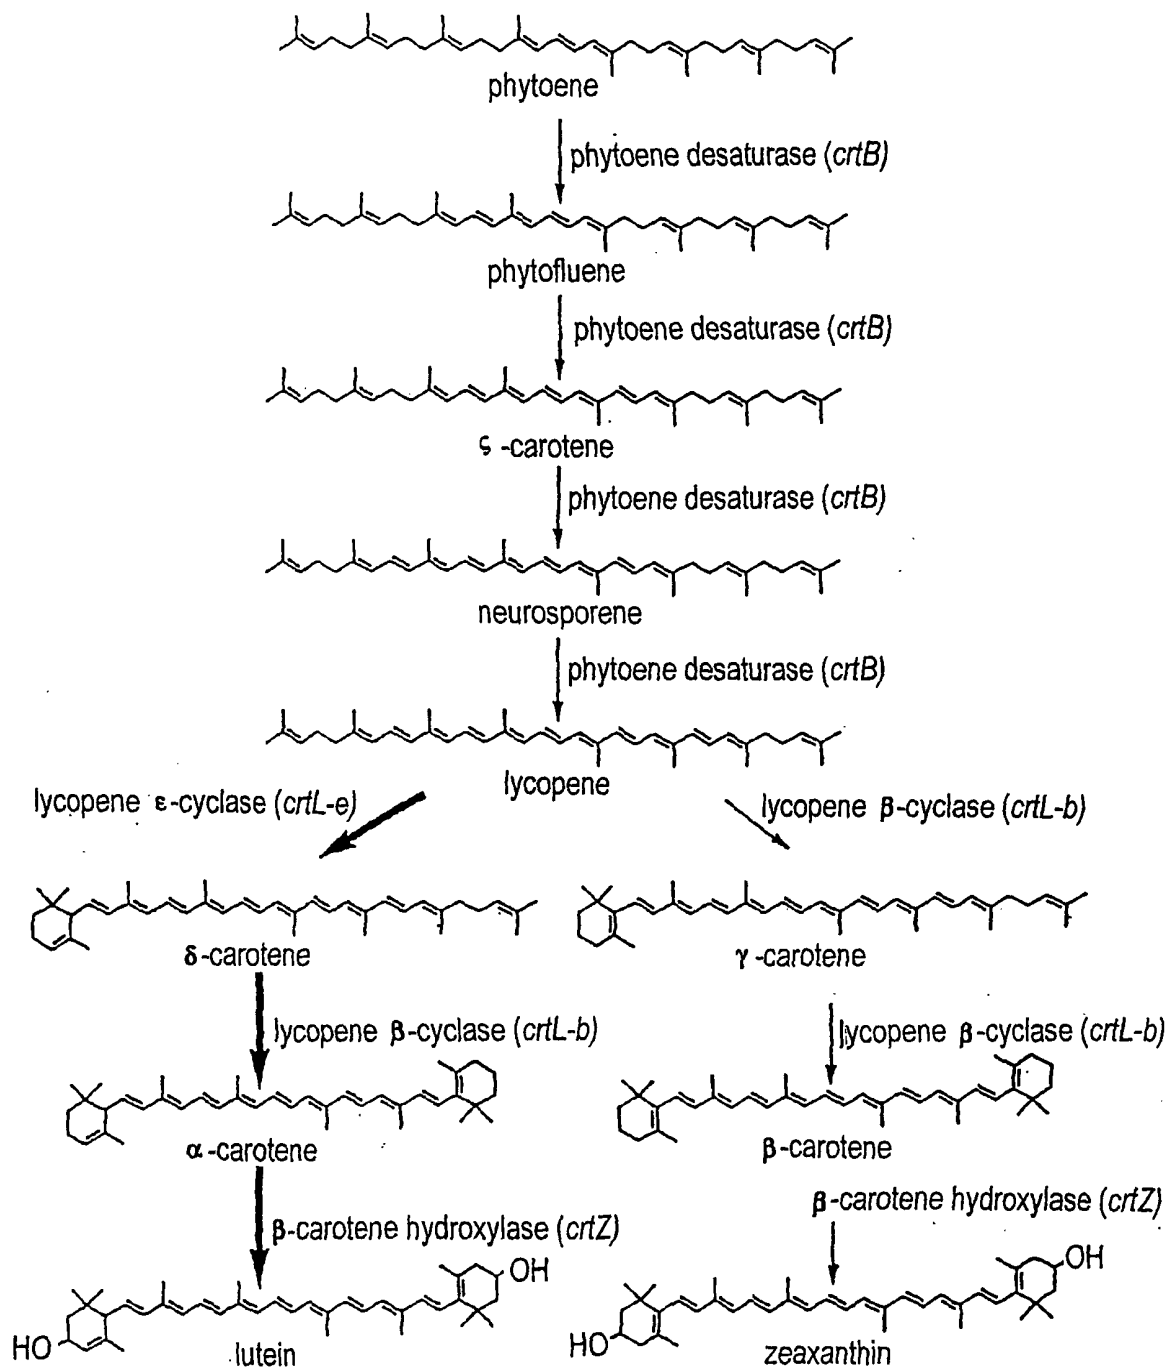 phytoene
phytoene desaturase (crtB)
phytofluene
phytoene desaturase (crtB)
ς -carotene
phytoene desaturase (crtB)
neurosporene
phytoene desaturase (crtB)
lycopene
lycopene ε-cyclase (crtL-e)
lycopene β-cyclase (crtL-b)
δ-carotene
γ-carotene
lycopene β-cyclase (crtL-b)
lycopene β-cyclase (crtL-b)
α-carotene
β-carotene
β-carotene hydroxylase (crtZ)
β-carotene hydroxylase (crtZ)
OH
OH
HO
lutein
HO
zeaxanthin